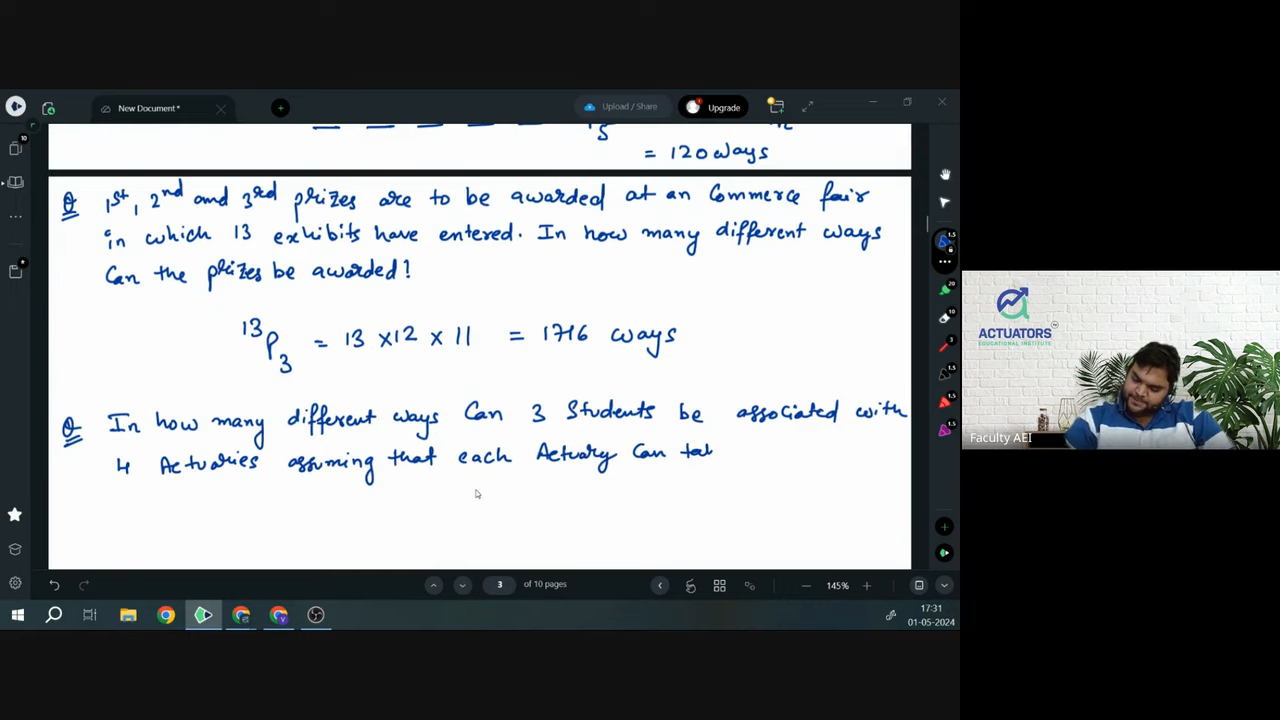 New Document*
Upload / Share
Upgrade
= 120 ways
Q 1st, 2nd and 3rd prizes are to be awarded at an Commerce fair
in which 13 exhibits have entered. In how many different ways
Can the prizes be awarded?
13P3 = 13 x 12 x 11 = 1716 ways
Q In how many different ways Can 3 Students be associated with
4 Actuaries assuming that each Actuary Can tak
ACTUATORS
EDUCATIONAL INSTITUTE
Faculty AEI
3 of 10 pages
145%
17:31
01-05-2024